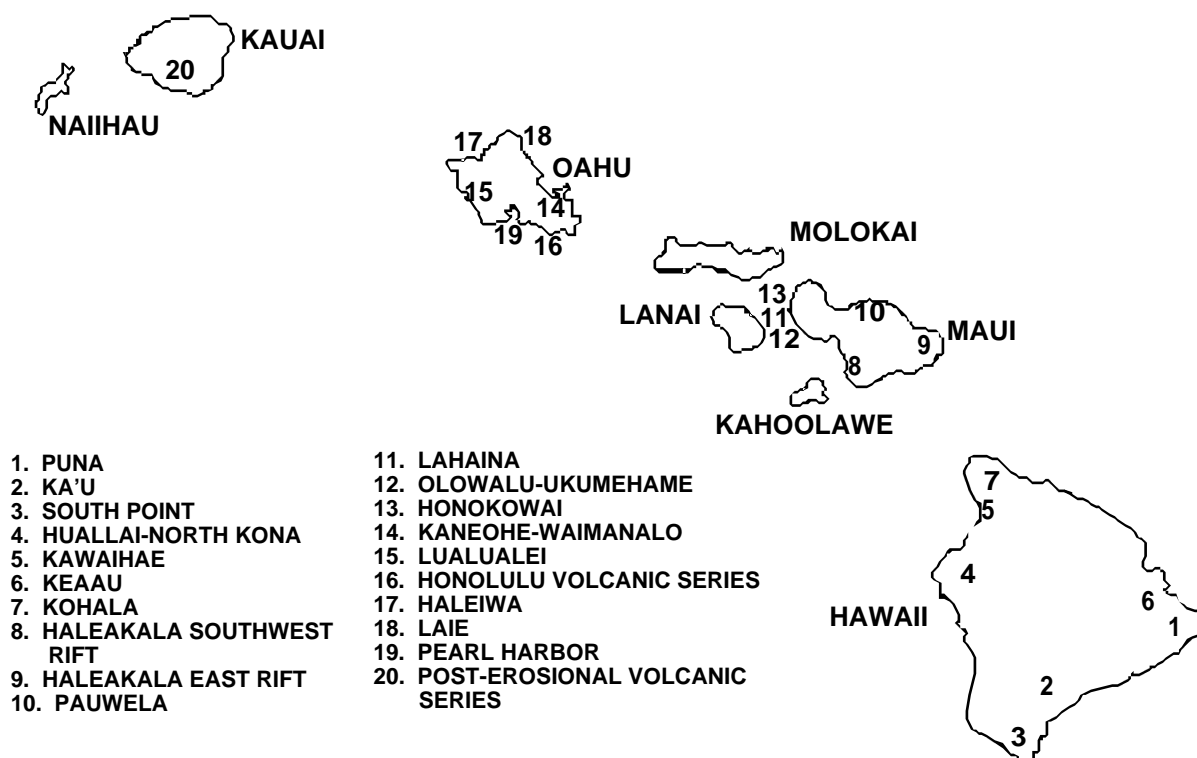 KAUAI
20
NAIIHAU
18
17
OAHU
15
14
19
16
MOLOKAI
13
LANAI
11
10
12
MAUI
9
8
KAHOOLAWE
1. PUNA
2. KA'U
3. SOUTH POINT
4. HUALLAI-NORTH KONA
5. KAWAIHAE
6. KEAAU
7. KOHALA
8. HALEAKALA SOUTHWEST
RIFT
9. HALEAKALA EAST RIFT
10. PAUWELA
11. LAHAINA
12. OLOWALU-UKUMEHAME
13. HONOKOWAI
14. KANEOHE-WAIMANALO
15. LUALUALEI
16. HONOLULU VOLCANIC SERIES
17. HALEIWA
18. LAIE
19. PEARL HARBOR
20. POST-EROSIONAL VOLCANIC
SERIES
7
5
4
HAWAII
6
1
2
3